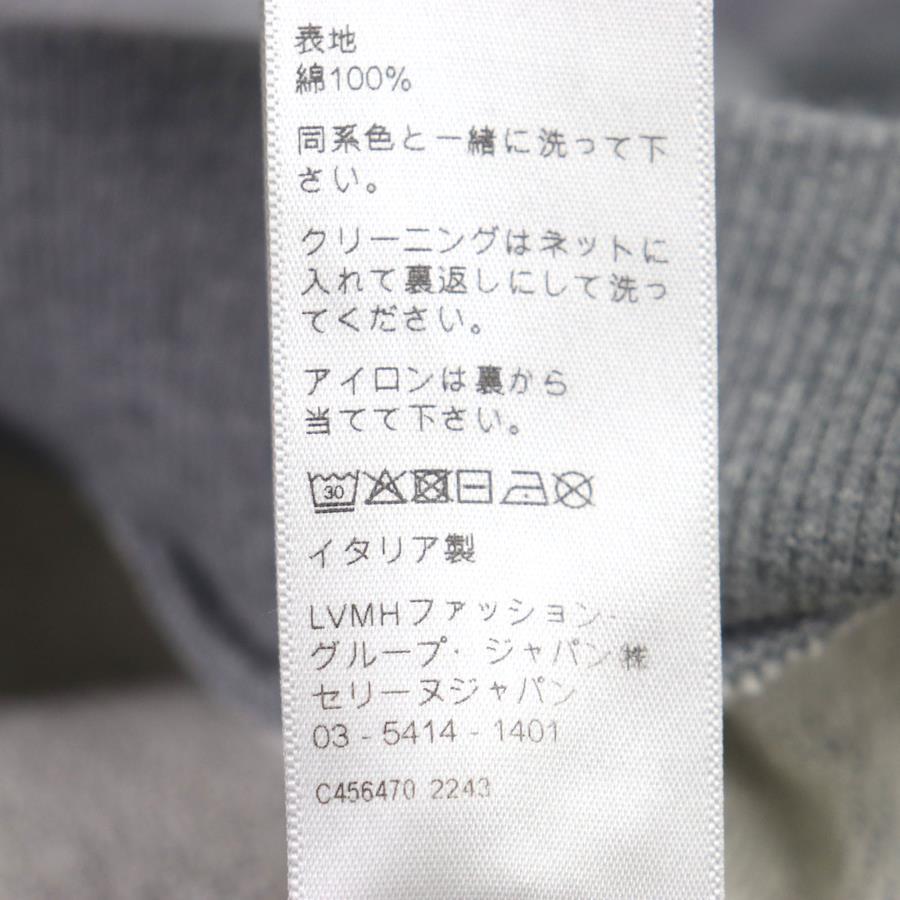 表地
綿100%
同系色と一緒に洗って下
さい。
クリーニングはネットに
入れて裏返しにして洗っ
てください。
アイロンは裏から
当てて下さい。
30
イタリア製
LVMHファッション・
グループ・ジャパン㈱
セリーヌジャパン
03 - 5414 - 1401
C456470 2243